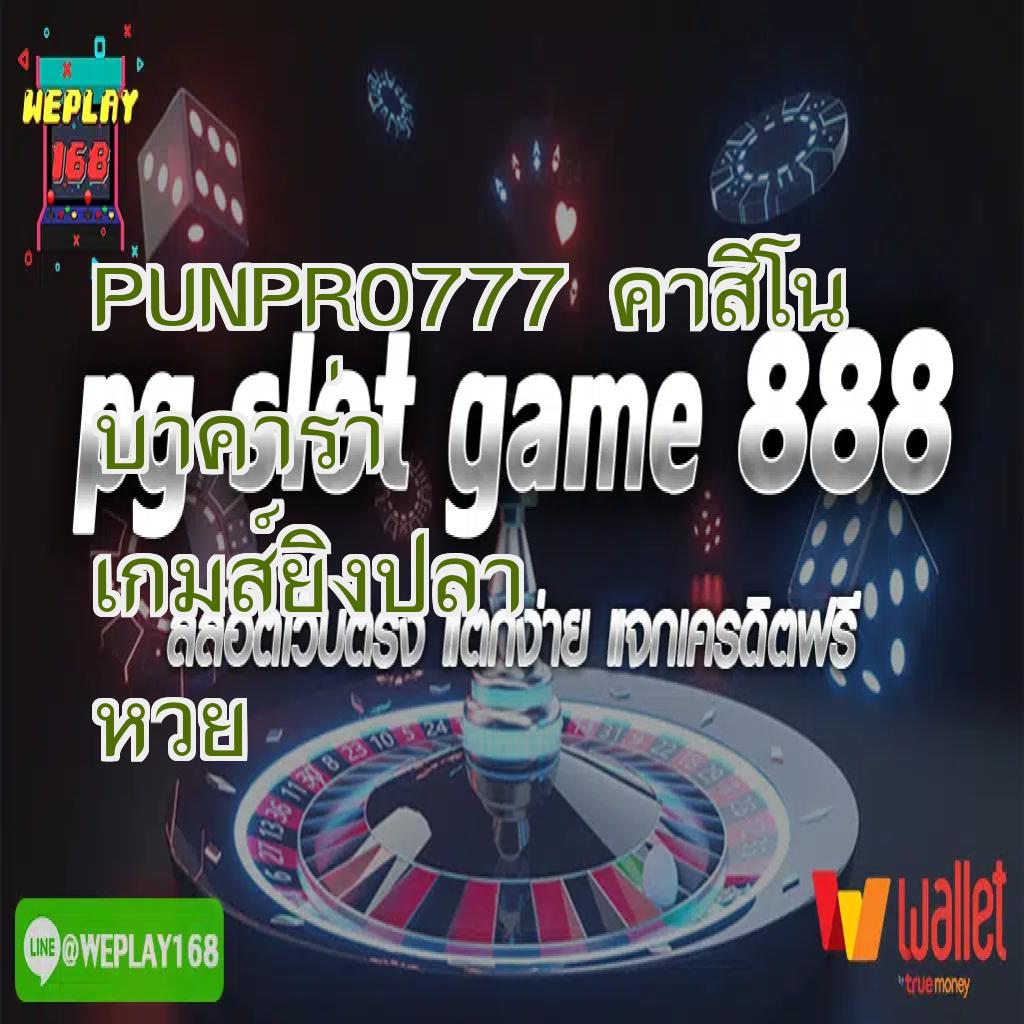 WEPLAY
168
PUNPRO777 คาสิโน
pg slot game 888
บาคาร่า
เกมส์ยิงปลา
สล็อตเว็บตรง แตกง่าย แจกเครดิตฟรี
หวย
LINE @WEPLAY168
wallet
by truemoney